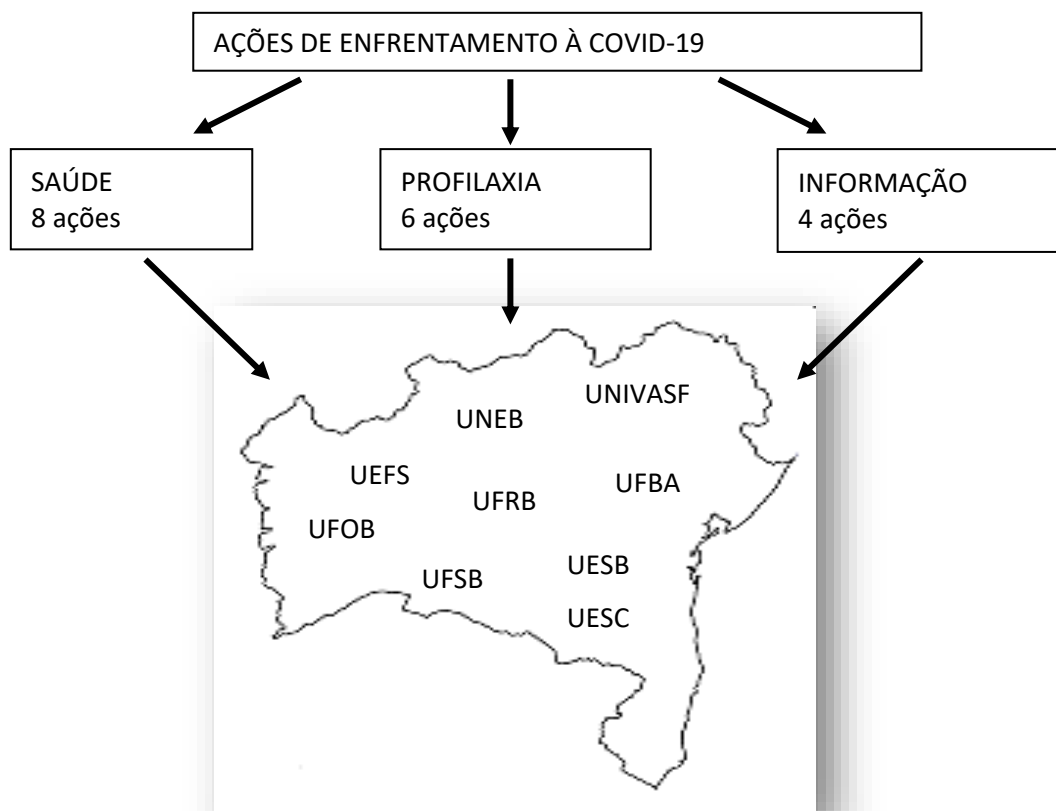 AÇÕES DE ENFRENTAMENTO À COVID-19
SAÚDE
8 ações
PROFILAXIA
6 ações
INFORMAÇÃO
4 ações
UNIVASF
UNEB
UEFS
UFRB
UFBA
UFOB
UFSB
UESB
UESC